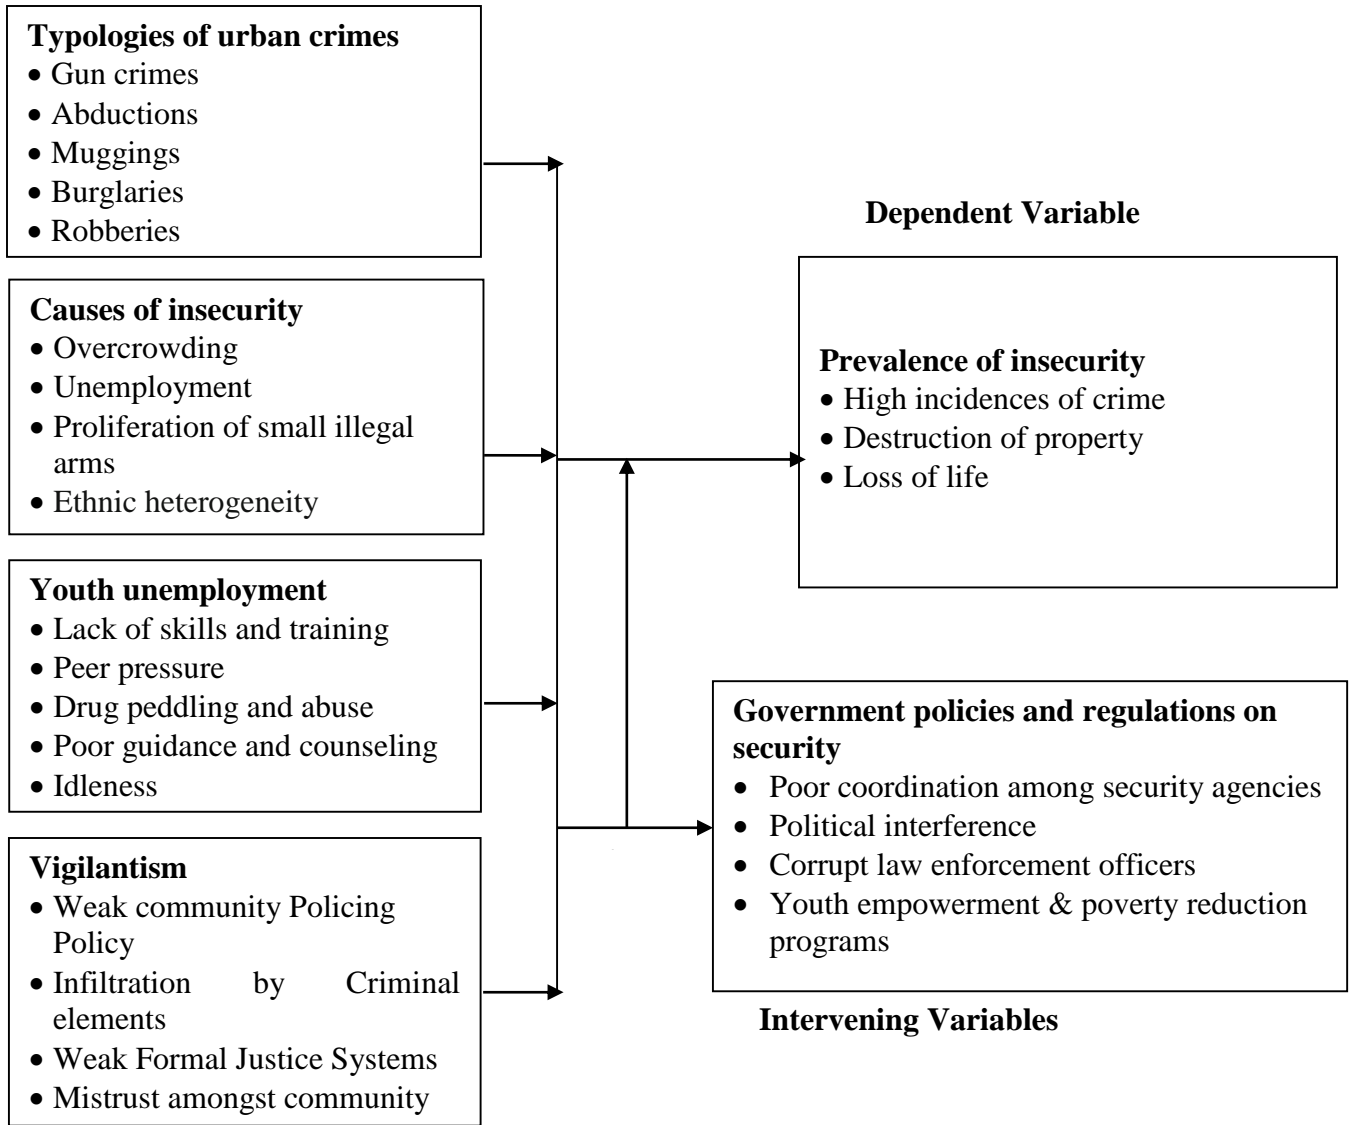 Typologies of urban crimes
• Gun crimes
• Abductions
• Muggings
• Burglaries
• Robberies
Causes of insecurity
• Overcrowding
• Unemployment
• Proliferation of small illegal
arms
• Ethnic heterogeneity
Youth unemployment
• Lack of skills and training
• Peer pressure
• Drug peddling and abuse
• Poor guidance and counseling
• Idleness
Vigilantism
• Weak community Policing
Policy
• Infiltration by Criminal
elements
• Weak Formal Justice Systems
• Mistrust amongst community
Dependent Variable
Prevalence of insecurity
• High incidences of crime
• Destruction of property
• Loss of life
Government policies and regulations on
security
• Poor coordination among security agencies
• Political interference
• Corrupt law enforcement officers
• Youth empowerment & poverty reduction
programs
Intervening Variables